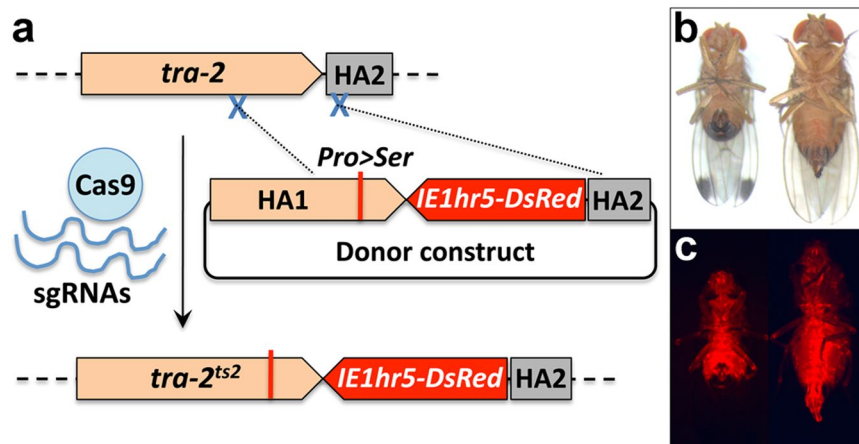 a
tra-2
HA2
X
X
Pro>Ser
Cas9
HA1
IE1hr5-DsRed
HA2
Donor construct
sgRNAs
tra-2ts2
IE1hr5-DsRed
HA2
b
c